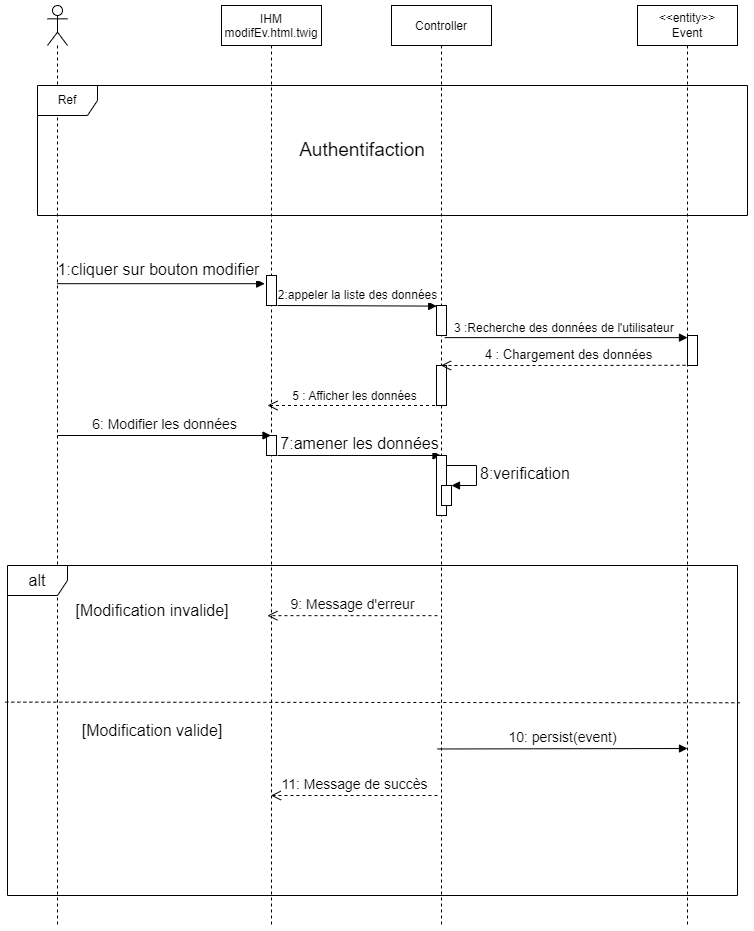 IHM
modifEv.html.twig
Controller
<<entity>>
Event
Ref
Authentifaction
1:cliquer sur bouton modifier
2:appeler la liste des données
3 :Recherche des données de l'utilisateur
4 : Chargement des données
5 : Afficher les données
6: Modifier les données
7:amener les données
8:verification
alt
[Modification invalide]
9: Message d'erreur
[Modification valide]
10: persist(event)
11: Message de succès